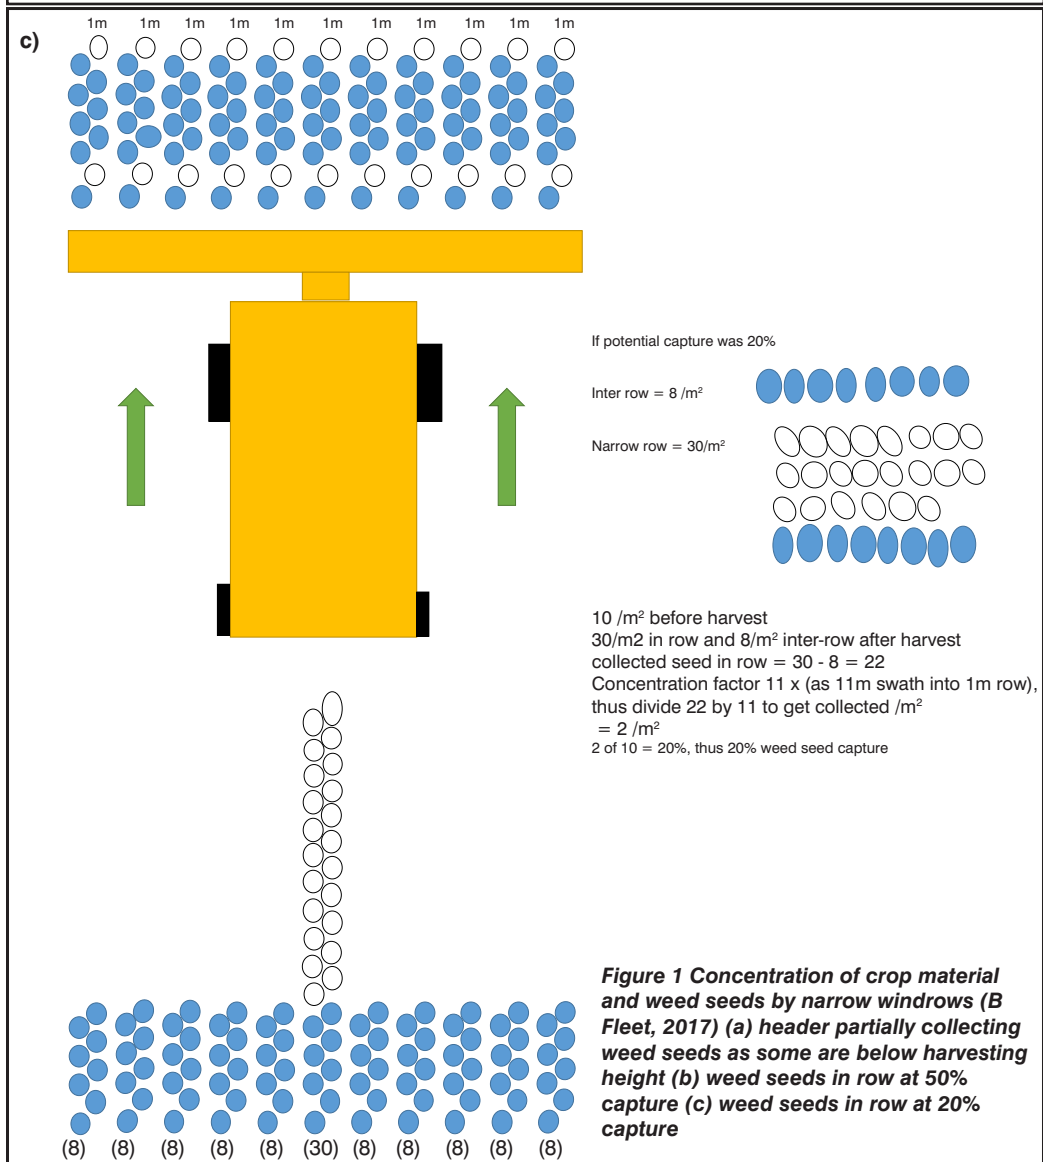 1m 1m 1m 1m 1m 1m 1m 1m 1m 1m 1m
c)
If potential capture was 20%
Inter row = 8 /m²
Narrow row = 30/m²
10 /m² before harvest
30/m2 in row and 8/m² inter-row after harvest
collected seed in row = 30 - 8 = 22
Concentration factor 11 x (as 11m swath into 1m row),
thus divide 22 by 11 to get collected /m²
= 2 /m²
2 of 10 = 20%, thus 20% weed seed capture
Figure 1 Concentration of crop material
and weed seeds by narrow windrows (B
Fleet, 2017) (a) header partially collecting
weed seeds as some are below harvesting
height (b) weed seeds in row at 50%
capture (c) weed seeds in row at 20%
capture
(8) (8) (8) (8) (8) (30) (8) (8) (8) (8) (8)